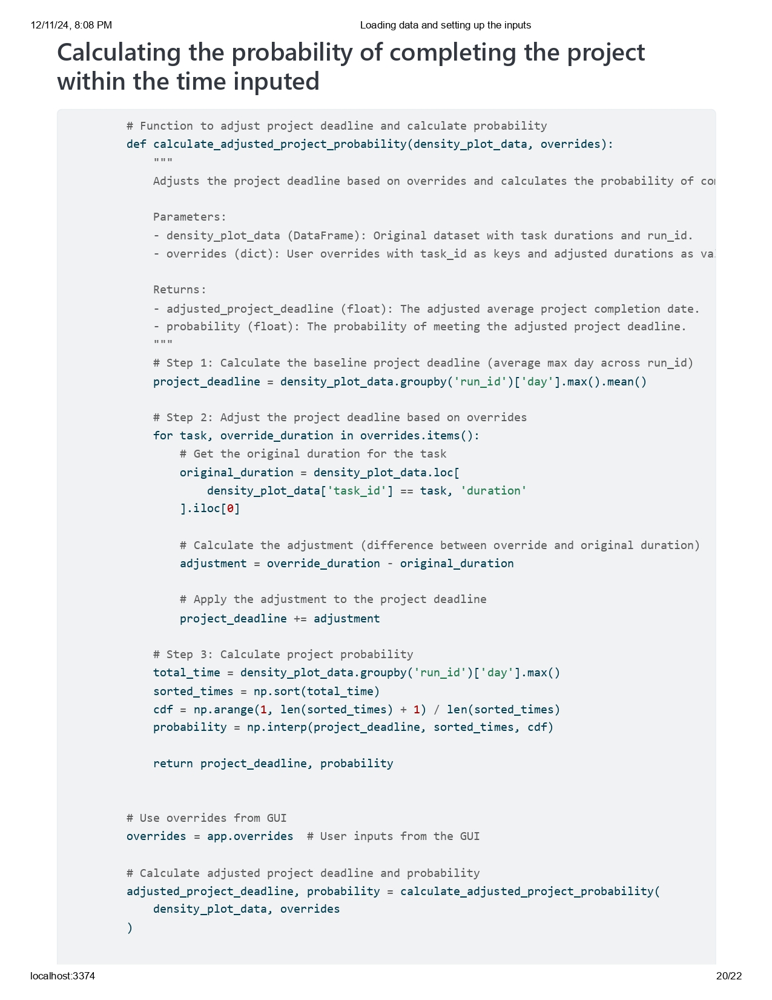 12/11/24, 8:08 PM
Loading data and setting up the inputs
Calculating the probability of completing the project
within the time inputed
# Function to adjust project deadline and calculate probability
def calculate_adjusted_project_probability(density_plot_data, overrides):
    """
    Adjusts the project deadline based on overrides and calculates the probability of
    Parameters:
    - density_plot_data (DataFrame): Original dataset with task durations and run_id.
    - overrides (dict): User overrides with task_id as keys and adjusted durations as
    Returns:
    - adjusted_project_deadline (float): The adjusted average project completion date.
    - probability (float): The probability of meeting the adjusted project deadline.
    """
    # Step 1: Calculate the baseline project deadline (average max day across run_id)
    project_deadline = density_plot_data.groupby('run_id')['day'].max().mean()
    # Step 2: Adjust the project deadline based on overrides
    for task, override_duration in overrides.items():
        # Get the original duration for the task
        original_duration = density_plot_data.loc[
            density_plot_data['task_id'] == task, 'duration'
        ].iloc[0]
        # Calculate the adjustment (difference between override and original duration)
        adjustment = override_duration - original_duration
        # Apply the adjustment to the project deadline
        project_deadline += adjustment
    # Step 3: Calculate project probability
    total_time = density_plot_data.groupby('run_id')['day'].max()
    sorted_times = np.sort(total_time)
    cdf = np.arange(1, len(sorted_times) + 1) / len(sorted_times)
    probability = np.interp(project_deadline, sorted_times, cdf)
    return project_deadline, probability
# Use overrides from GUI
overrides = app.overrides  # User inputs from the GUI
# Calculate adjusted project deadline and probability
adjusted_project_deadline, probability = calculate_adjusted_project_probability(
    density_plot_data, overrides
)
localhost:3374
20/22